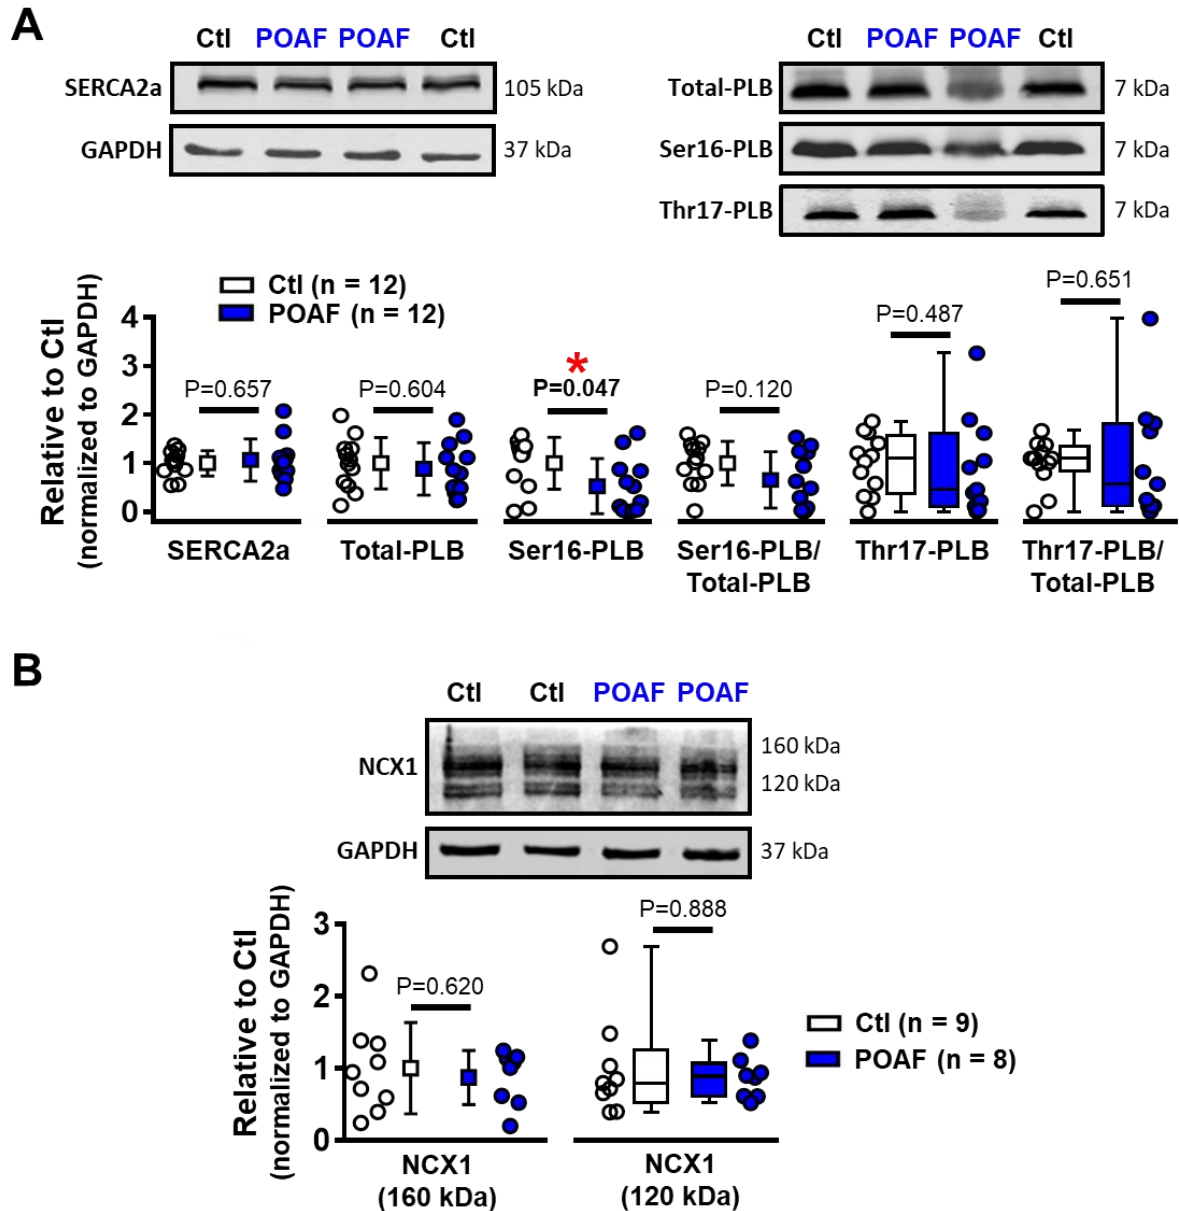 A
Ctl POAF POAF Ctl
SERCA2a 105 kDa
GAPDH 37 kDa
Ctl POAF POAF Ctl
Total-PLB 7 kDa
Ser16-PLB 7 kDa
Thr17-PLB 7 kDa
Relative to Ctl
(normalized to GAPDH)
Ctl (n = 12)
POAF (n = 12)
4
3
2
1
0
P=0.657
P=0.604
*
P=0.047
P=0.120
P=0.487
P=0.651
SERCA2a
Total-PLB
Ser16-PLB
Ser16-PLB/
Total-PLB
Thr17-PLB
Thr17-PLB/
Total-PLB
B
Ctl Ctl POAF POAF
NCX1
160 kDa
120 kDa
GAPDH 37 kDa
Relative to Ctl
(normalized to GAPDH)
3
2
1
0
P=0.620
P=0.888
Ctl (n = 9)
POAF (n = 8)
NCX1
(160 kDa)
NCX1
(120 kDa)